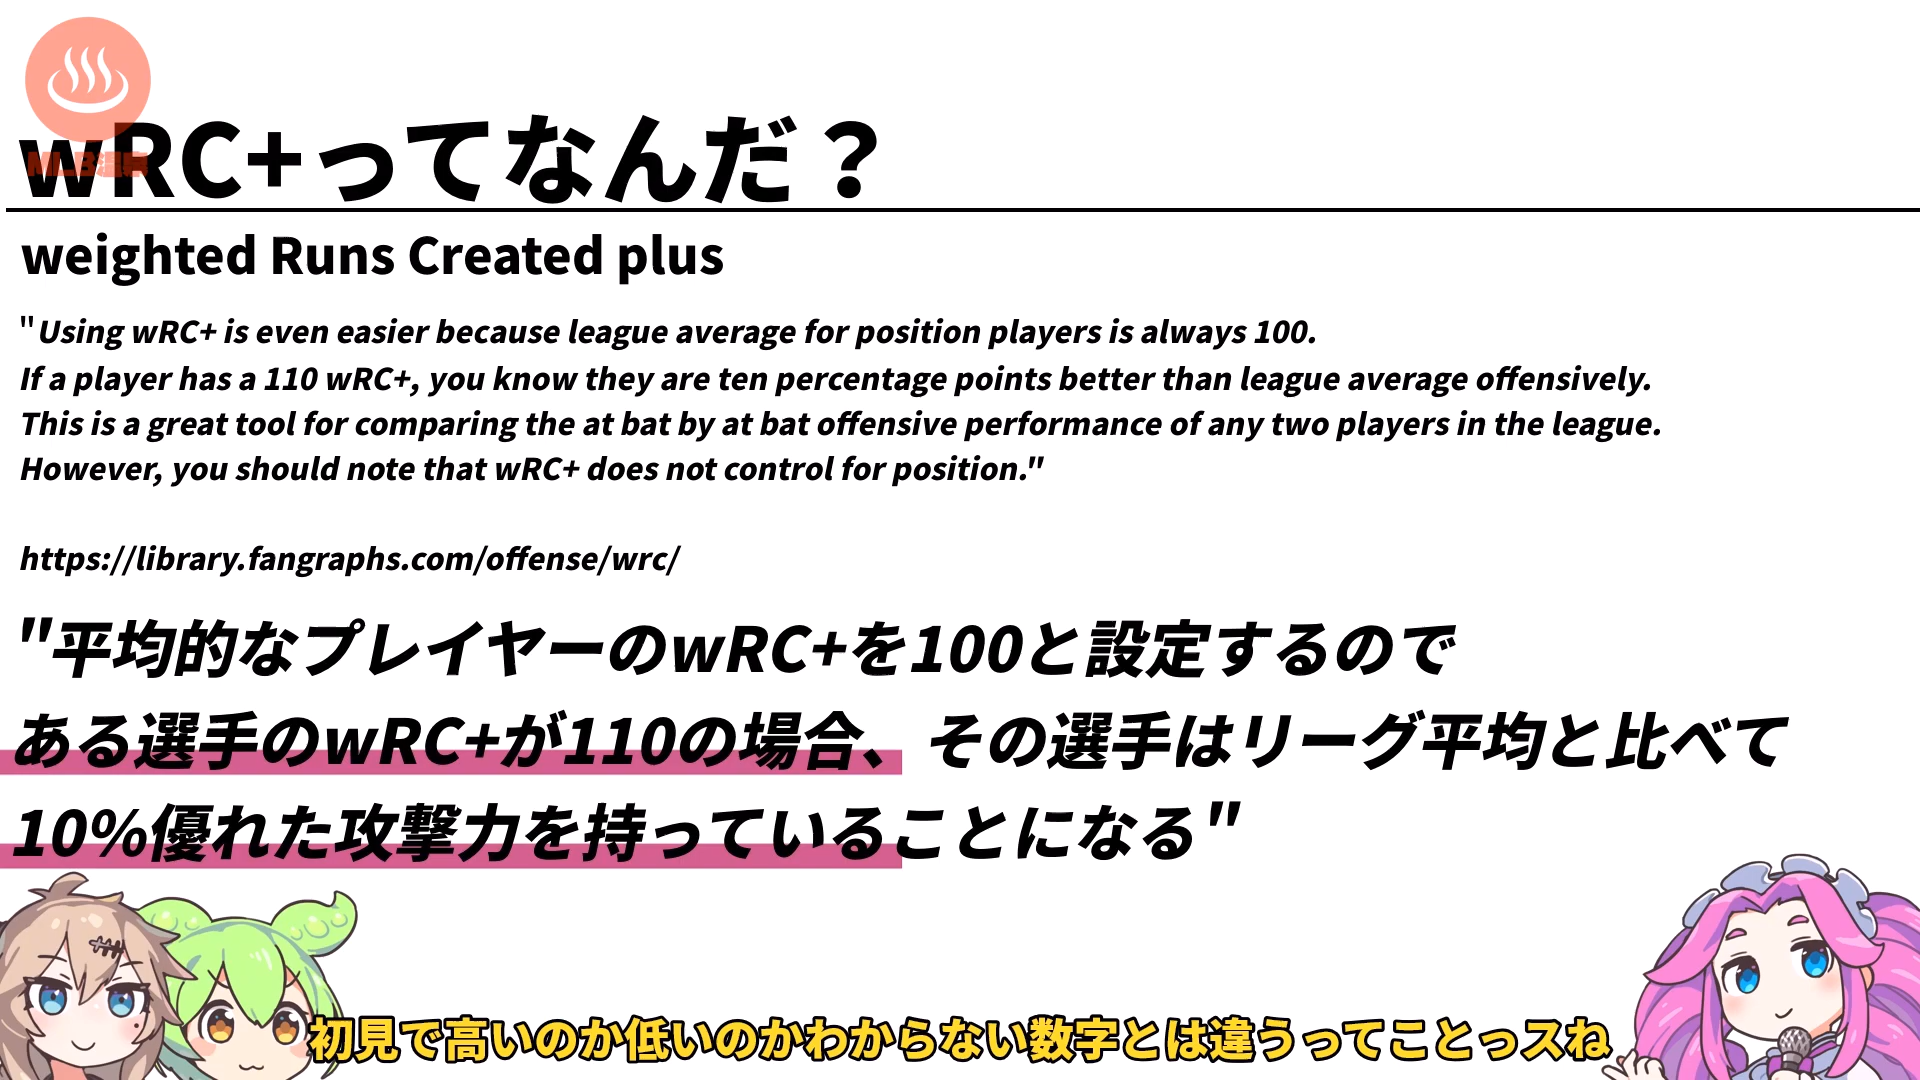 MLB温泉
wRC+ってなんだ？
weighted Runs Created plus
"Using wRC+ is even easier because league average for position players is always 100.
If a player has a 110 wRC+, you know they are ten percentage points better than league average offensively.
This is a great tool for comparing the at bat by at bat offensive performance of any two players in the league.
However, you should note that wRC+ does not control for position."
https://library.fangraphs.com/offense/wrc/
"平均的なプレイヤーのwRC+を100と設定するので
ある選手のwRC+が110の場合、その選手はリーグ平均と比べて
10%優れた攻撃力を持っていることになる"
初見で高いのか低いのかわからない数字とは違うってことっスね